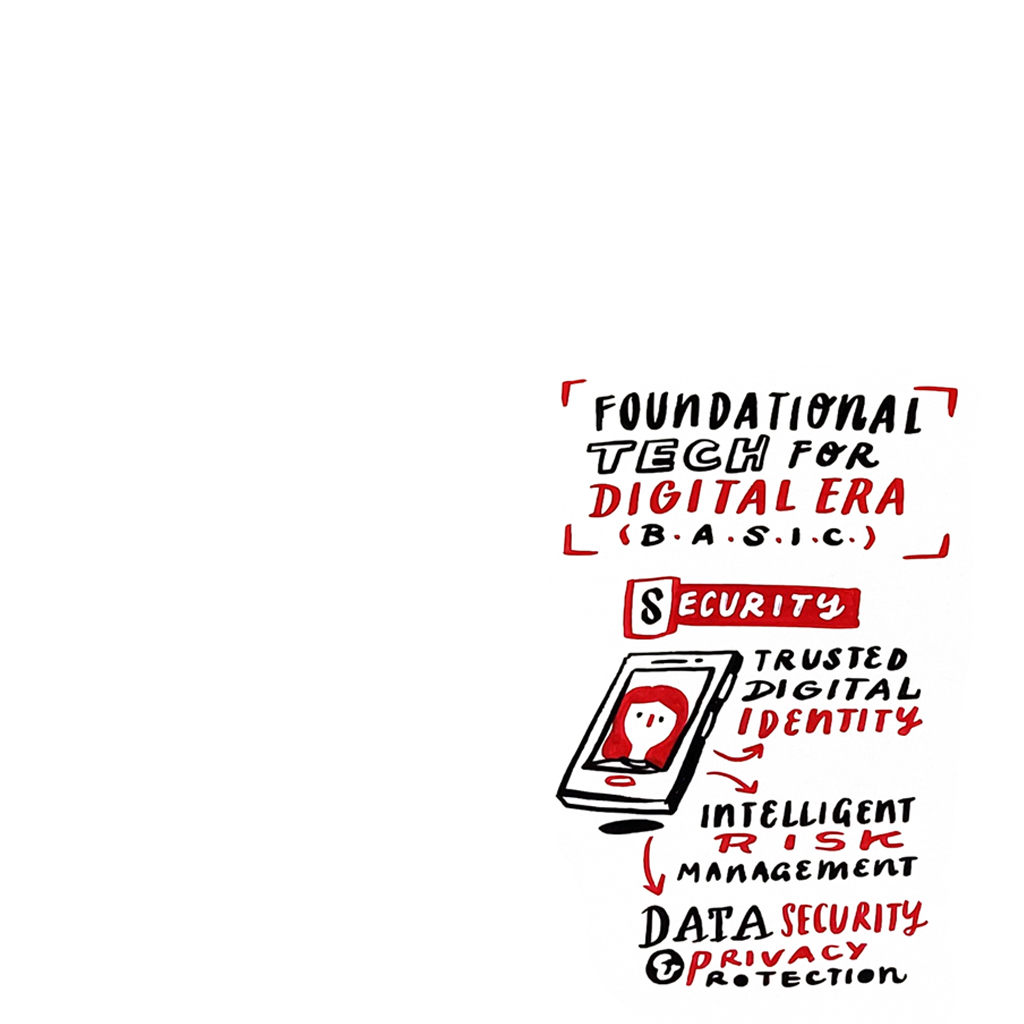 FOUNDATIONAL
TECH FOR
DIGITAL ERA
(B.A.S.I.C.)
SECURITY
TRUSTED
DIGITAL
IDENTITY
INTELLIGENT
RISK
MANAGEMENT
DATA SECURITY
& PRIVACY
PROTECTION